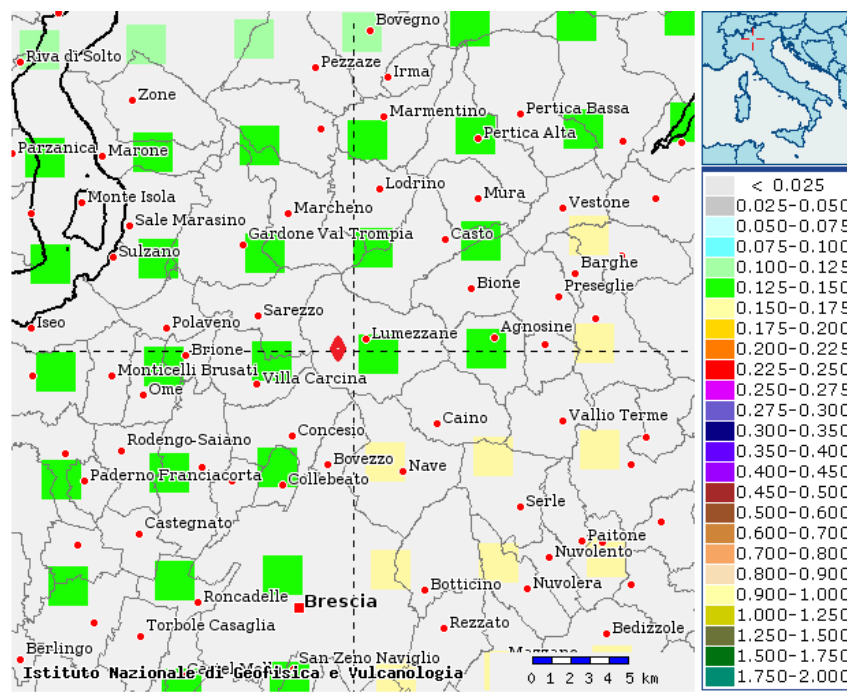 Bovegno
Riva di Solto
Pezzaze
Irma
Zone
Marmentino
Pertica Bassa
Pertica Alta
Parzanica
Marone
Lodrino
Monte Isola
Mura
Vestone
Marcheno
Sale Marasino
Gardone Val Trompia
Casto
Sulzano
Barghe
Bione
Preseglie
Iseo
Polaveno
Sarezzo
Lumezzane
Agnosine
Brione
Monticelli Brusati
Villa Carcina
Ome
Caino
Vallio Terme
Concesio
Rodengo-Saiano
Bovezzo
Nave
Paderno Franciacorta
Collebeato
Serle
Castegnato
Paitone
Nuvolento
Botticino
Nuvolera
Roncadelle
Brescia
Torbole Casaglia
Rezzato
Bedizzole
Berlingo
San Zeno Naviglio
Istituto Nazionale di Geofisica e Vulcanologia
0 1 2 3 4 5 km
< 0.025
0.025-0.050
0.050-0.075
0.075-0.100
0.100-0.125
0.125-0.150
0.150-0.175
0.175-0.200
0.200-0.225
0.225-0.250
0.250-0.275
0.275-0.300
0.300-0.350
0.350-0.400
0.400-0.450
0.450-0.500
0.500-0.600
0.600-0.700
0.700-0.800
0.800-0.900
0.900-1.000
1.000-1.250
1.250-1.500
1.500-1.750
1.750-2.000